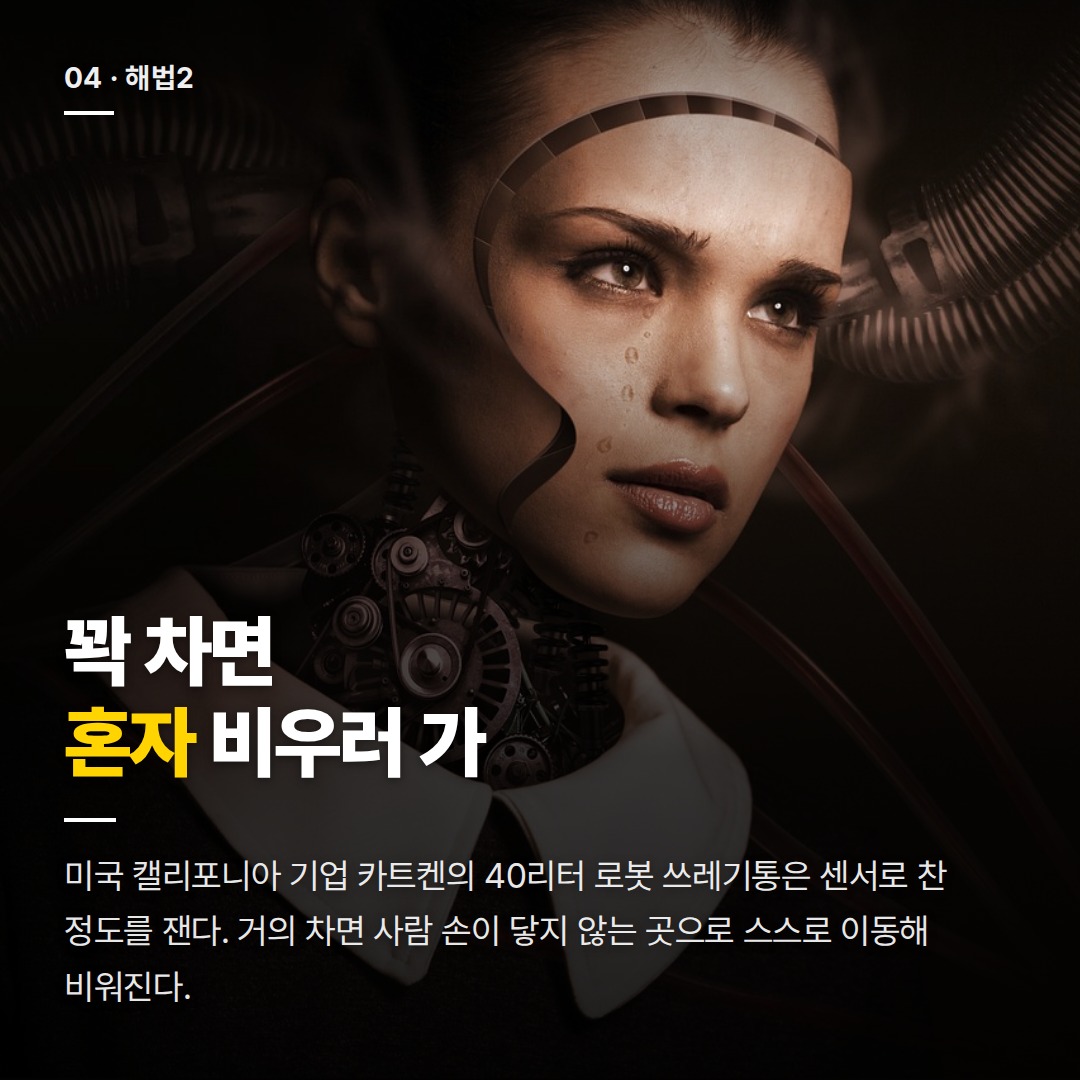 04 · 해법2
꽉 차면
혼자 비우러 가
미국 캘리포니아 기업 카트켄의 40리터 로봇 쓰레기통은 센서로 찬
정도를 잰다. 거의 차면 사람 손이 닿지 않는 곳으로 스스로 이동해
비워진다.